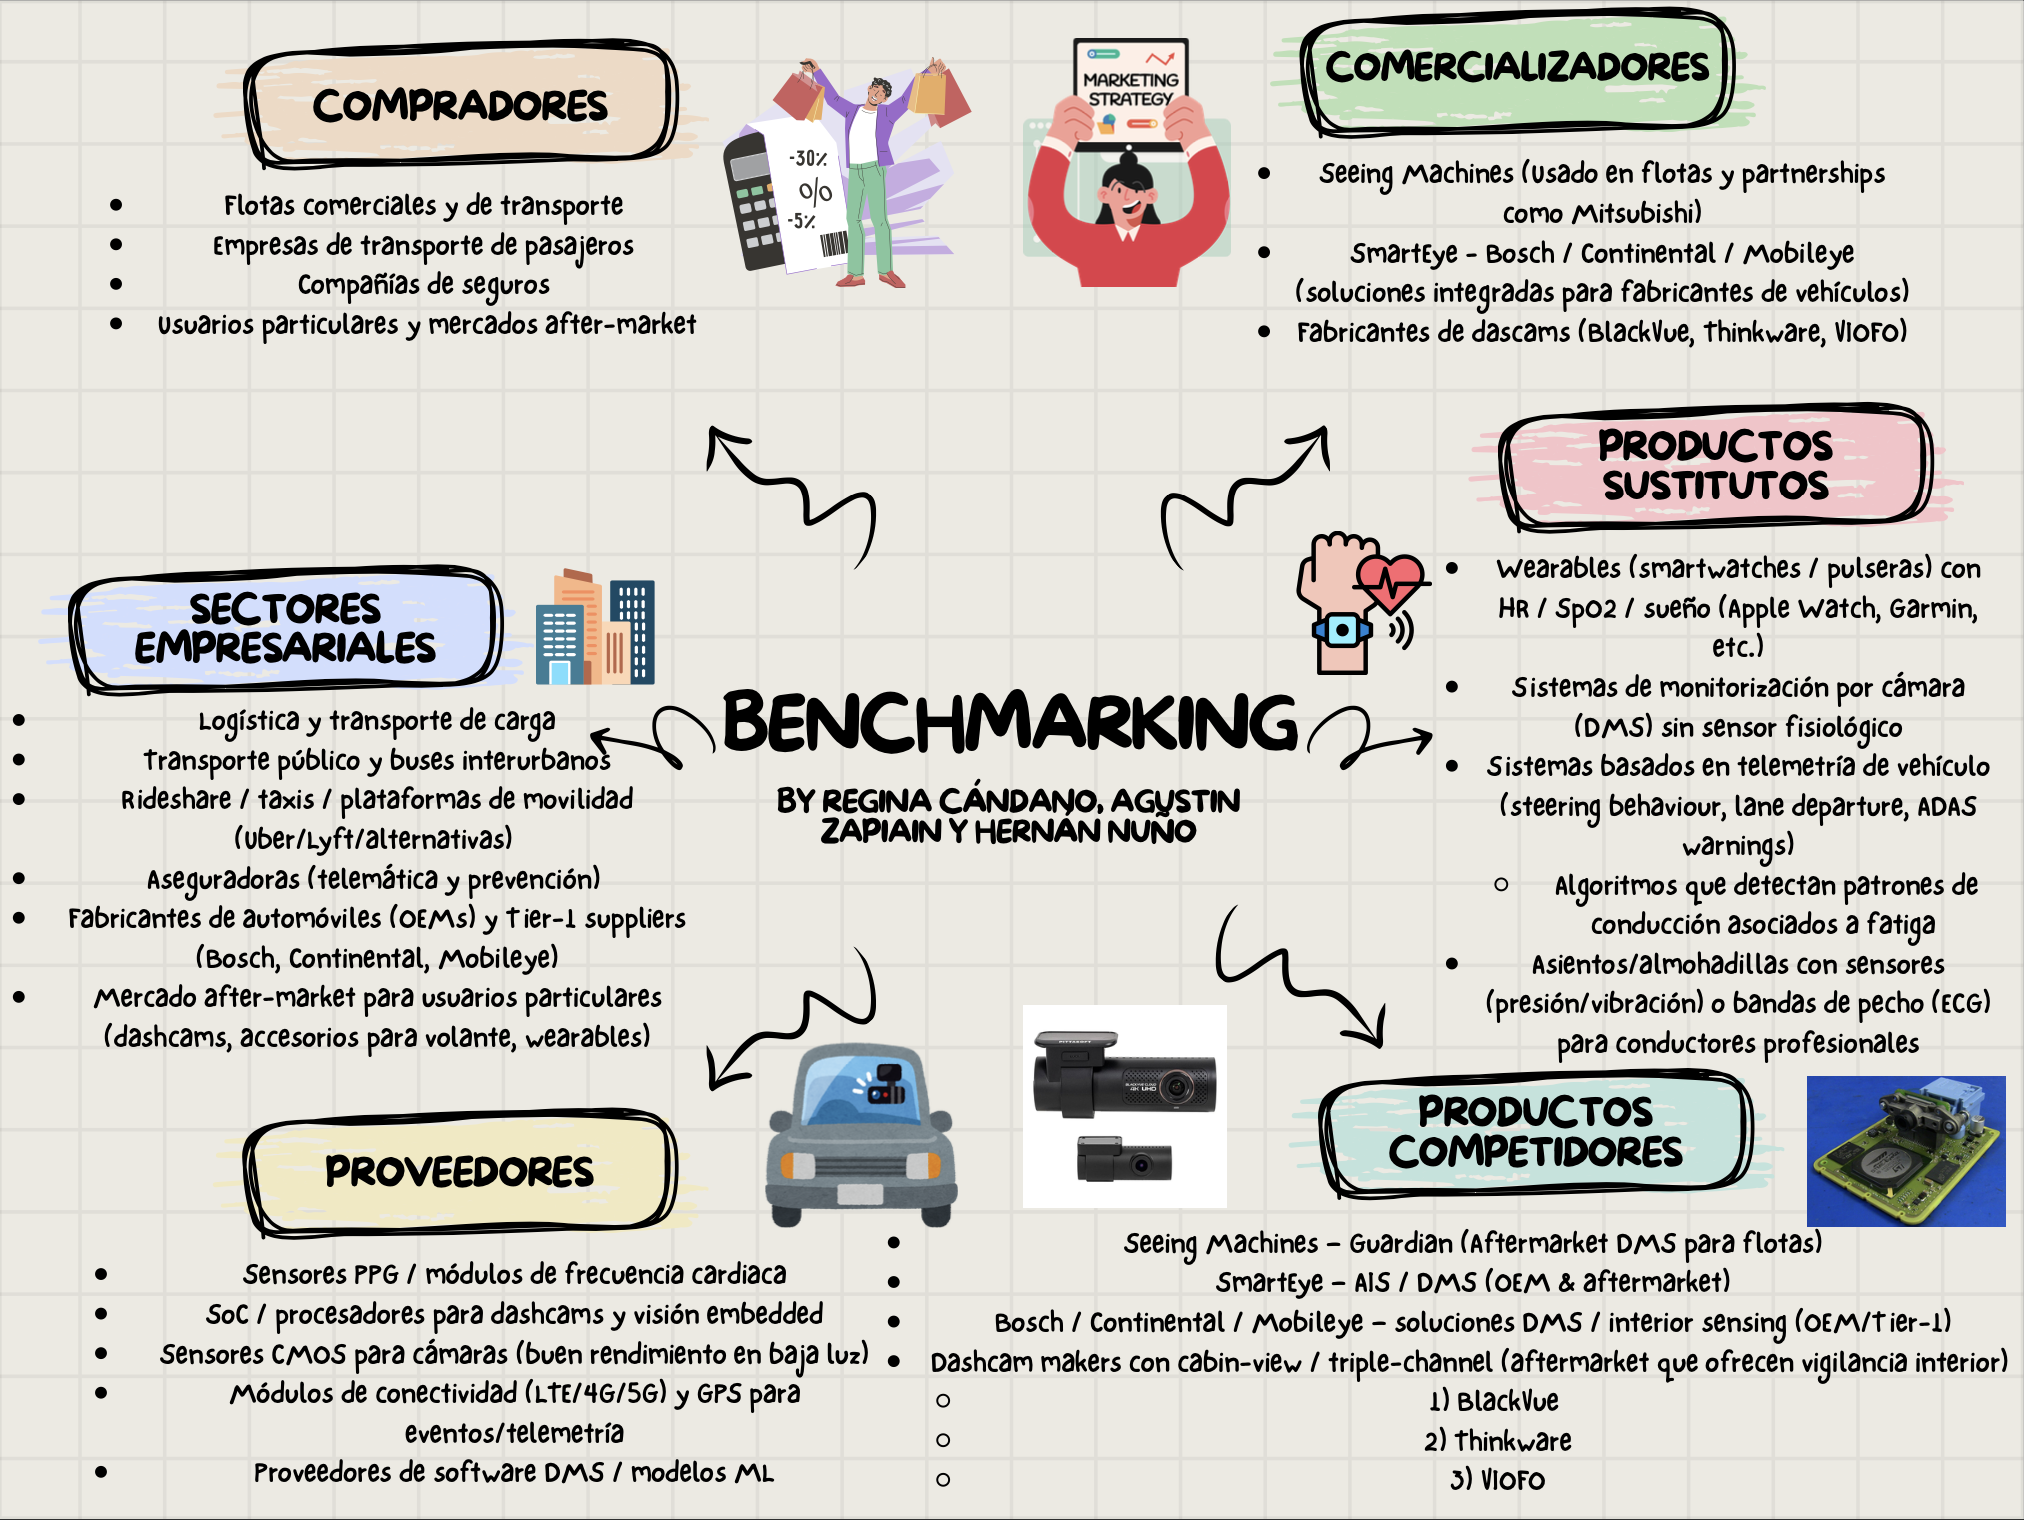 COMPRADORES
Flotas comerciales y de transporte
Empresas de transporte de pasajeros
Compañías de seguros
Usuarios particulares y mercados after-market
-30%
%
-5%
MARKETING
STRATEGY
COMERCIALIZADORES
Seeing Machines (Usado en flotas y partnerships
como Mitsubishi)
SmartEye - Bosch / Continental / Mobileye
(soluciones integradas para fabricantes de vehículos)
Fabricantes de dascams (BlackVue, Thinkware, VIOFO)
PRODUCTOS
SUSTITUTOS
Wearables (smartwatches / pulseras) con
HR / SpO2 / sueño (Apple Watch, Garmin,
etc.)
Sistemas de monitorización por cámara
(DMS) sin sensor fisiológico
Sistemas basados en telemetría de vehículo
(steering behaviour, lane departure, ADAS
warnings)
Algoritmos que detectan patrones de
conducción asociados a fatiga
Asientos/almohadillas con sensores
(presión/vibración) o bandas de pecho (ECG)
para conductores profesionales
SECTORES
EMPRESARIALES
Logística y transporte de carga
Transporte público y buses interurbanos
Rideshare / taxis / plataformas de movilidad
(Uber/Lyft/alternativas)
Aseguradoras (telemática y prevención)
Fabricantes de automóviles (OEMs) y Tier-1 suppliers
(Bosch, Continental, Mobileye)
Mercado after-market para usuarios particulares
(dashcams, accesorios para volante, wearables)
BENCHMARKING
BY REGINA CÁNDANO, AGUSTIN
ZAPIAIN Y HERNÁN NUÑO
PROVEEDORES
Sensores PPG / módulos de frecuencia cardiaca
SoC / procesadores para dashcams y visión embedded
Sensores CMOS para cámaras (buen rendimiento en baja luz)
Módulos de conectividad (LTE/4G/5G) y GPS para
eventos/telemetría
Proveedores de software DMS / modelos ML
PITTASOFT
BLACKVUE CLOUD
4K UHD
PRODUCTOS
COMPETIDORES
Seeing Machines – Guardian (Aftermarket DMS para flotas)
SmartEye – AIS / DMS (OEM & aftermarket)
Bosch / Continental / Mobileye – soluciones DMS / interior sensing (OEM/Tier-1)
Dashcam makers con cabin-view / triple-channel (aftermarket que ofrecen vigilancia interior)
1) BlackVue
2) Thinkware
3) VIOFO